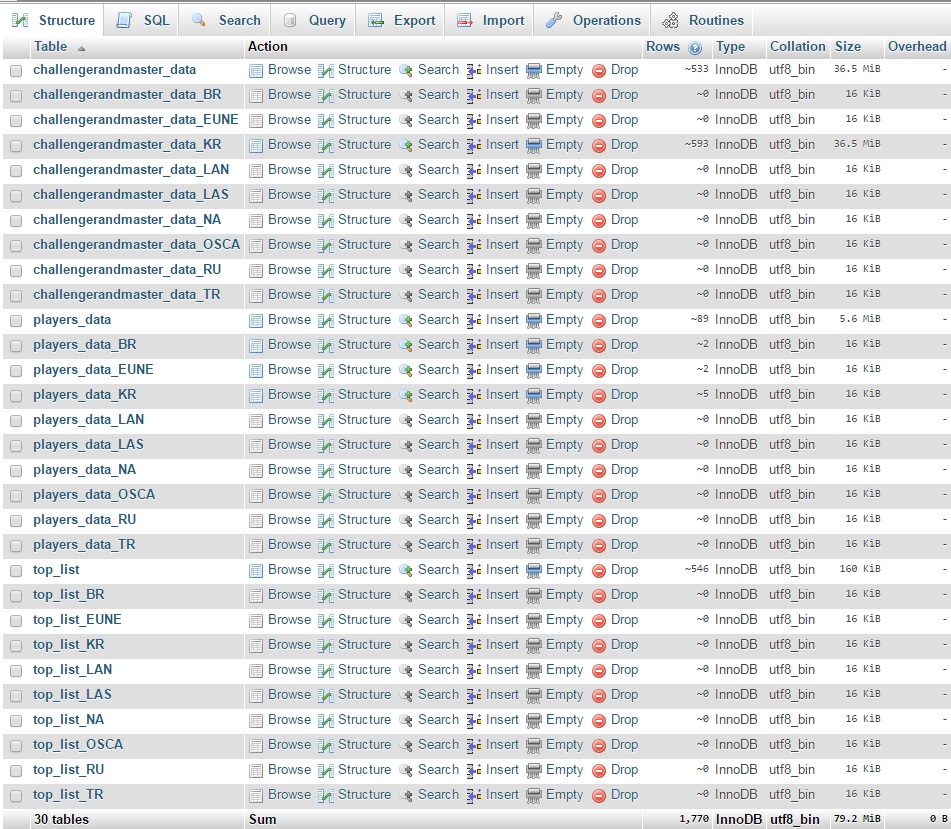 Structure SQL Search Query Export Import Operations Routines
Table Action Rows Type Collation Size Overhead
challengerandmaster_data Browse Structure Search Insert Empty Drop ~533 InnoDB utf8_bin 36.5 MiB -
challengerandmaster_data_BR Browse Structure Search Insert Empty Drop ~0 InnoDB utf8_bin 16 KiB -
challengerandmaster_data_EUNE Browse Structure Search Insert Empty Drop ~0 InnoDB utf8_bin 16 KiB -
challengerandmaster_data_KR Browse Structure Search Insert Empty Drop ~593 InnoDB utf8_bin 36.5 MiB -
challengerandmaster_data_LAN Browse Structure Search Insert Empty Drop ~0 InnoDB utf8_bin 16 KiB -
challengerandmaster_data_LAS Browse Structure Search Insert Empty Drop ~0 InnoDB utf8_bin 16 KiB -
challengerandmaster_data_NA Browse Structure Search Insert Empty Drop ~0 InnoDB utf8_bin 16 KiB -
challengerandmaster_data_OSCA Browse Structure Search Insert Empty Drop ~0 InnoDB utf8_bin 16 KiB -
challengerandmaster_data_RU Browse Structure Search Insert Empty Drop ~0 InnoDB utf8_bin 16 KiB -
challengerandmaster_data_TR Browse Structure Search Insert Empty Drop ~0 InnoDB utf8_bin 16 KiB -
players_data Browse Structure Search Insert Empty Drop ~89 InnoDB utf8_bin 5.6 MiB -
players_data_BR Browse Structure Search Insert Empty Drop ~2 InnoDB utf8_bin 16 KiB -
players_data_EUNE Browse Structure Search Insert Empty Drop ~2 InnoDB utf8_bin 16 KiB -
players_data_KR Browse Structure Search Insert Empty Drop ~5 InnoDB utf8_bin 16 KiB -
players_data_LAN Browse Structure Search Insert Empty Drop ~0 InnoDB utf8_bin 16 KiB -
players_data_LAS Browse Structure Search Insert Empty Drop ~0 InnoDB utf8_bin 16 KiB -
players_data_NA Browse Structure Search Insert Empty Drop ~0 InnoDB utf8_bin 16 KiB -
players_data_OSCA Browse Structure Search Insert Empty Drop ~0 InnoDB utf8_bin 16 KiB -
players_data_RU Browse Structure Search Insert Empty Drop ~0 InnoDB utf8_bin 16 KiB -
players_data_TR Browse Structure Search Insert Empty Drop ~0 InnoDB utf8_bin 16 KiB -
top_list Browse Structure Search Insert Empty Drop ~546 InnoDB utf8_bin 160 KiB -
top_list_BR Browse Structure Search Insert Empty Drop ~0 InnoDB utf8_bin 16 KiB -
top_list_EUNE Browse Structure Search Insert Empty Drop ~0 InnoDB utf8_bin 16 KiB -
top_list_KR Browse Structure Search Insert Empty Drop ~0 InnoDB utf8_bin 16 KiB -
top_list_LAN Browse Structure Search Insert Empty Drop ~0 InnoDB utf8_bin 16 KiB -
top_list_LAS Browse Structure Search Insert Empty Drop ~0 InnoDB utf8_bin 16 KiB -
top_list_NA Browse Structure Search Insert Empty Drop ~0 InnoDB utf8_bin 16 KiB -
top_list_OSCA Browse Structure Search Insert Empty Drop ~0 InnoDB utf8_bin 16 KiB -
top_list_RU Browse Structure Search Insert Empty Drop ~0 InnoDB utf8_bin 16 KiB -
top_list_TR Browse Structure Search Insert Empty Drop ~0 InnoDB utf8_bin 16 KiB -
30 tables Sum 1,770 InnoDB utf8_bin 79.2 MiB 0 B